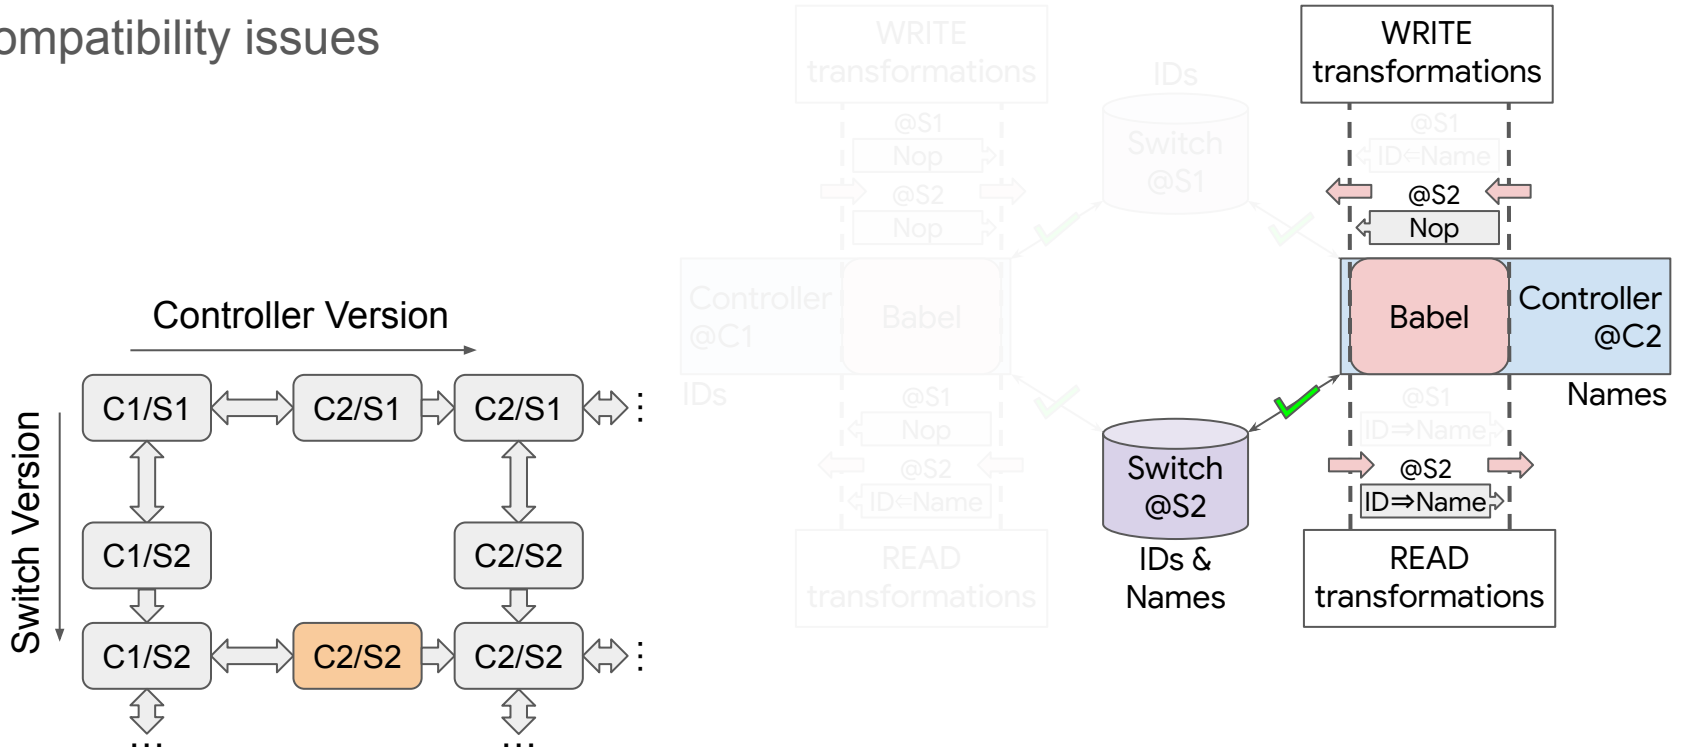 ompatibility issues
Controller Version
Switch Version
C1/S1
C2/S1
C2/S1
⋮
C1/S2
C2/S2
C1/S2
C2/S2
C2/S2
⋮
...
...
WRITE
transformations
@S1
Nop
@S2
Nop
Controller
@C1
Babel
IDs
@S1
Nop
@S2
ID⇐Name
READ
transformations
IDs
Switch
@S1
Switch
@S2
IDs &
Names
WRITE
transformations
@S1
ID⇐Name
@S2
Nop
Babel
Controller
@C2
Names
@S1
ID⇒Name
@S2
ID⇒Name
READ
transformations